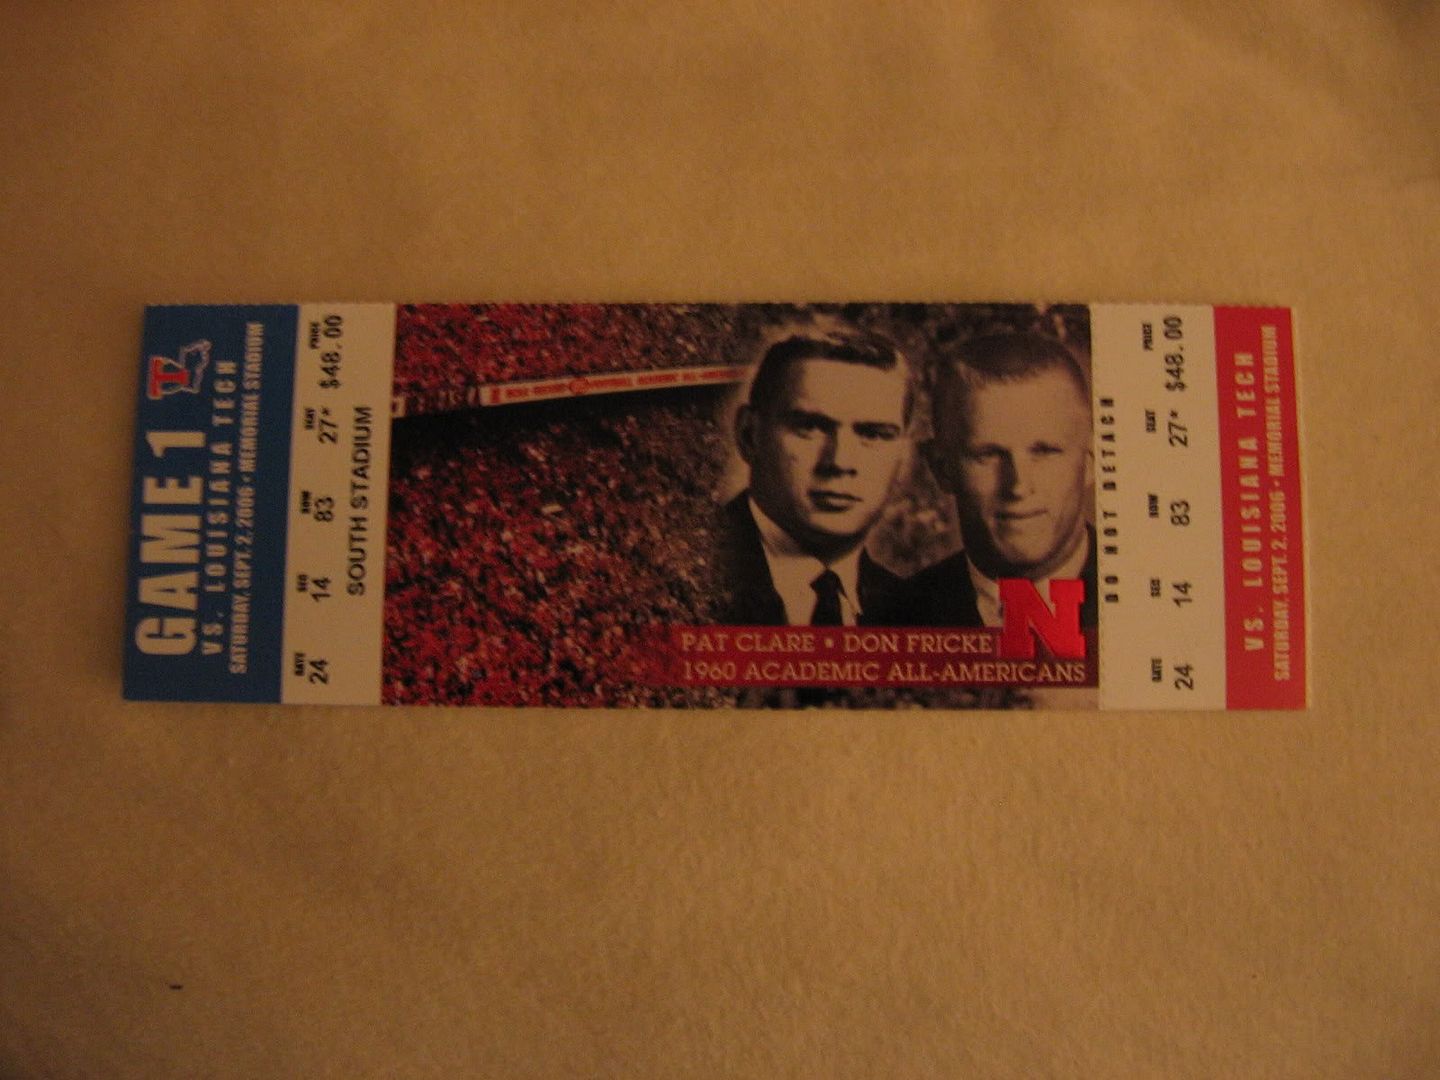 GAME 1
VS. LOUISIANA TECH
SATURDAY, SEPT. 2, 2006 • MEMORIAL STADIUM
GATE SEC ROW SEAT PRICE
24 14 83 27* $48.00
SOUTH STADIUM
PAT CLARE • DON FRICKE
1960 ACADEMIC ALL-AMERICANS
N
DO NOT DETACH
GATE SEC ROW SEAT PRICE
24 14 83 27* $48.00
VS. LOUISIANA TECH
SATURDAY, SEPT. 2, 2006 • MEMORIAL STADIUM